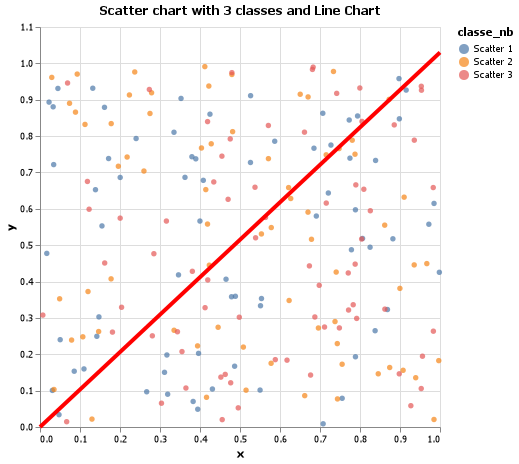 Scatter chart with 3 classes and Line Chart
classe_nb
Scatter 1
Scatter 2
Scatter 3
y
1.1
1.0
0.9
0.8
0.7
0.6
0.5
0.4
0.3
0.2
0.1
0.0
0.0 0.1 0.2 0.3 0.4 0.5 0.6 0.7 0.8 0.9 1.0
x